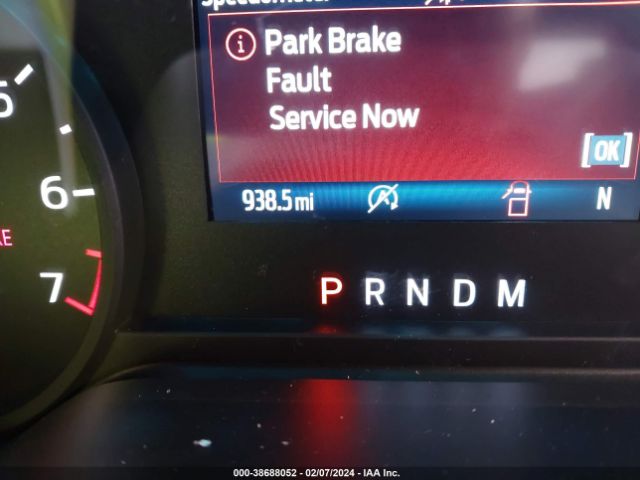 Speedometer
Park Brake
Fault
Service Now
[OK]
938.5 mi
N
5
6
7
P R N D M
000-38688052 - 02/07/2024 - IAA Inc.